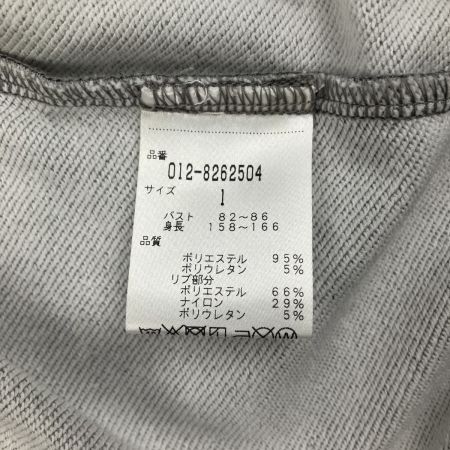 品番
012-8262504
サイズ
1
バスト 82～86
身長 158～166
品質
ポリエステル 95%
ポリウレタン 5%
リブ部分
ポリエステル 66%
ナイロン 29%
ポリウレタン 5%